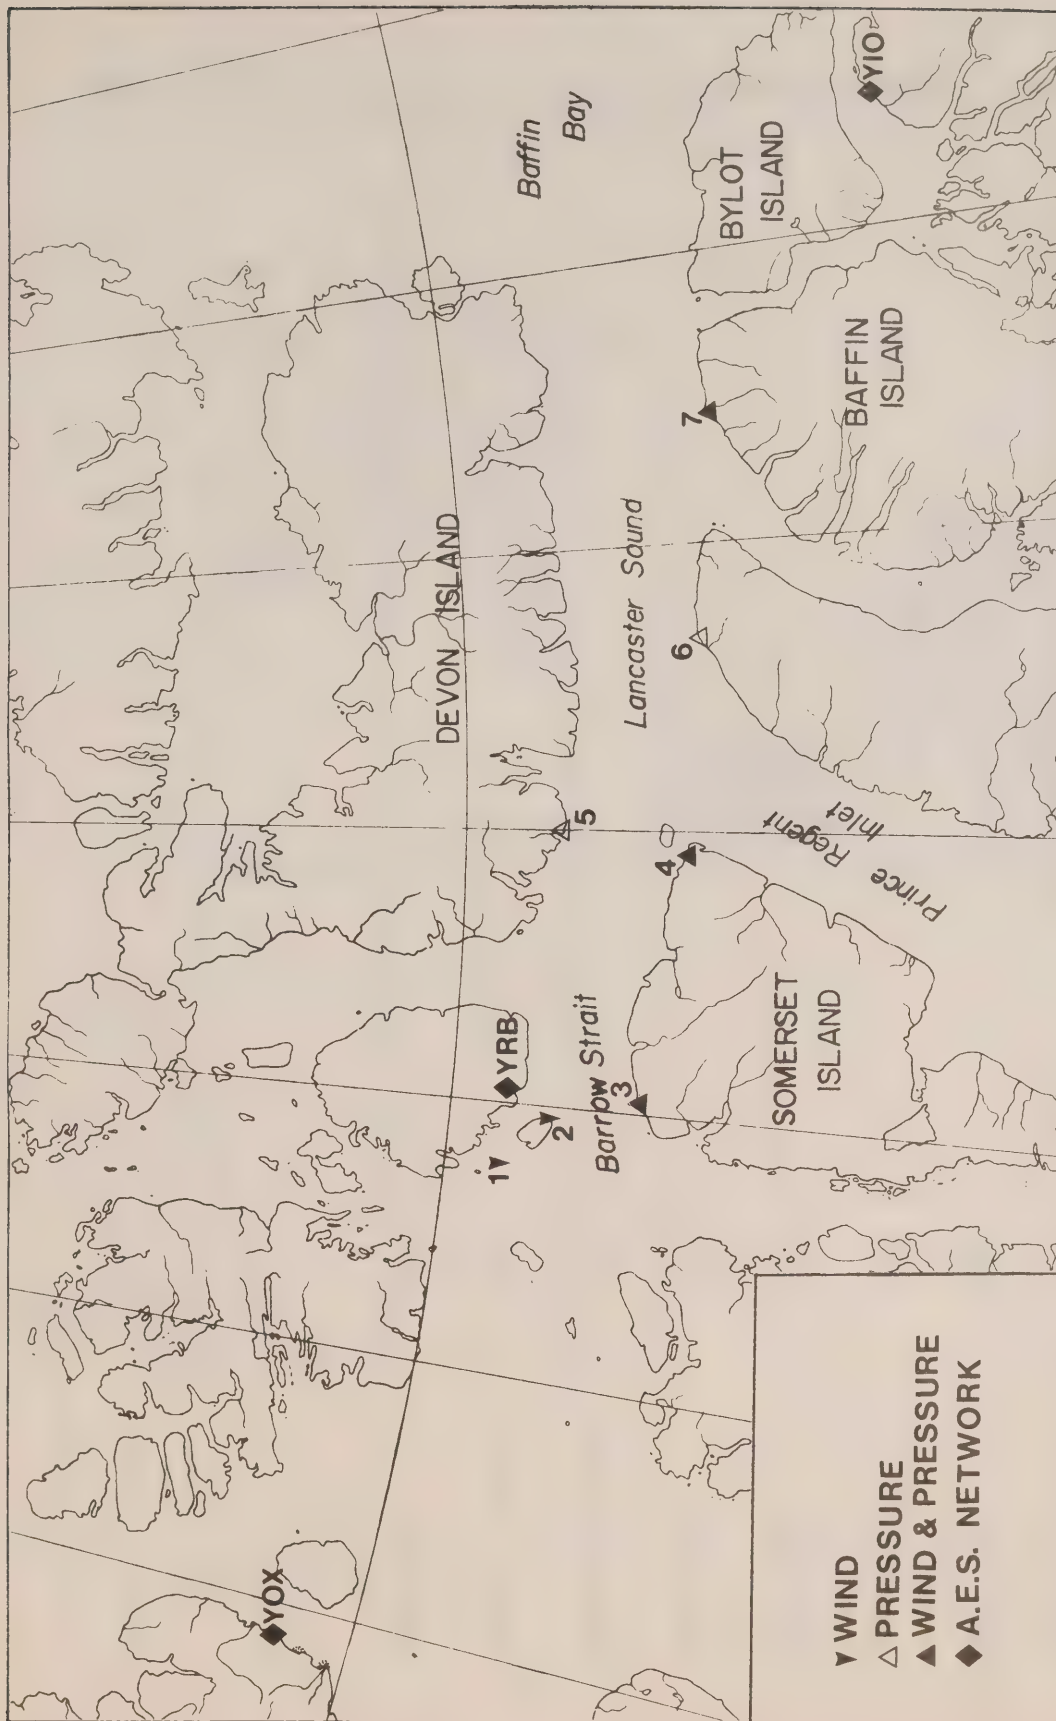 YOX
1
2
YRB
3
Barrow Strait
SOMERSET
ISLAND
4
5
Prince Regent
Inlet
DEVON ISLAND
Lancaster Sound
6
7
BAFFIN
ISLAND
BYLOT
ISLAND
Baffin
Bay
YIO
WIND
PRESSURE
WIND & PRESSURE
A.E.S. NETWORK